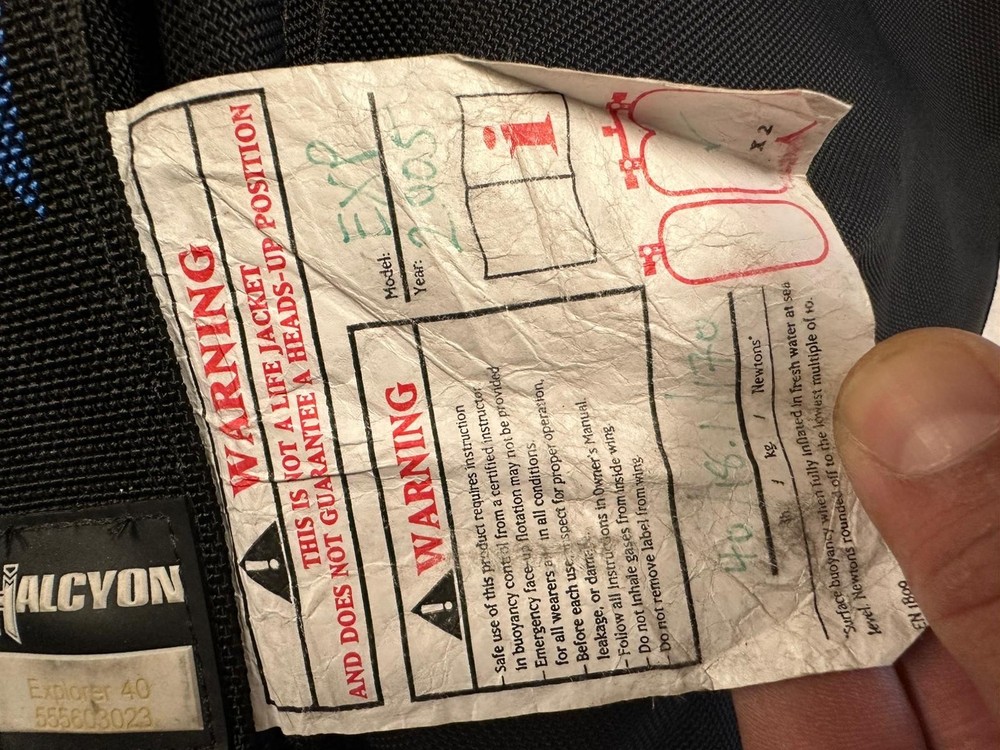 WARNING
THIS IS NOT A LIFE JACKET
AND DOES NOT GUARANTEE A HEADS-UP POSITION
WARNING
- Safe use of this product requires instruction
in buoyancy control from a certified instructor.
- Emergency face-up flotation may not be provided
for all wearers in all conditions.
- Before each use, inspect for proper operation,
leakage, or damage.
- Follow all Instructions in Owner's Manual.
- Do not Inhale gases from inside wing.
- Do not remove label from wing.
Model: EXP
Year: 2005
i
X 2
40
lb. / kg. / Newtons*
*Surface buoyancy when fully inflated in fresh water at sea
level. Newtons rounded off to the lowest multiple of 10.
EN 1809
HALCYON
Explorer 40
555603023